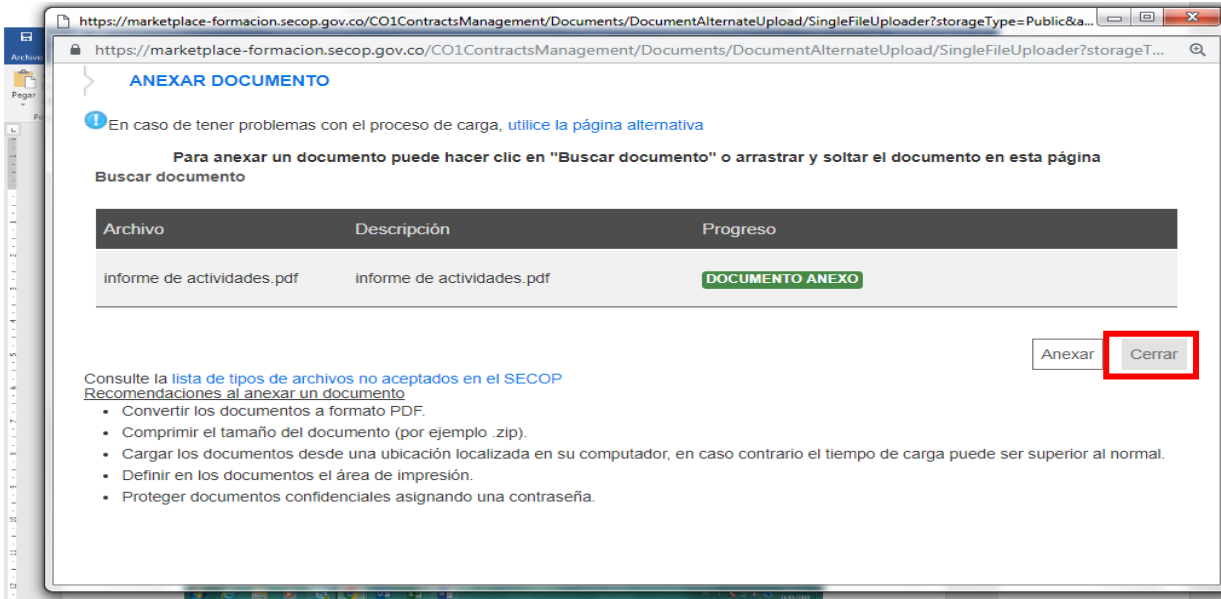 https://marketplace-formacion.secop.gov.co/CO1ContractsManagement/Documents/DocumentAlternateUpload/SingleFileUploader?storageType=Public&a...
https://marketplace-formacion.secop.gov.co/CO1ContractsManagement/Documents/DocumentAlternateUpload/SingleFileUploader?storageT...
Archivo
Pegar
ANEXAR DOCUMENTO
En caso de tener problemas con el proceso de carga, utilice la página alternativa
Para anexar un documento puede hacer clic en "Buscar documento" o arrastrar y soltar el documento en esta página
Buscar documento
Archivo Descripción Progreso
informe de actividades.pdf informe de actividades.pdf DOCUMENTO ANEXO
Anexar Cerrar
Consulte la lista de tipos de archivos no aceptados en el SECOP
Recomendaciones al anexar un documento
• Convertir los documentos a formato PDF.
• Comprimir el tamaño del documento (por ejemplo .zip).
• Cargar los documentos desde una ubicación localizada en su computador, en caso contrario el tiempo de carga puede ser superior al normal.
• Definir en los documentos el área de impresión.
• Proteger documentos confidenciales asignando una contraseña.